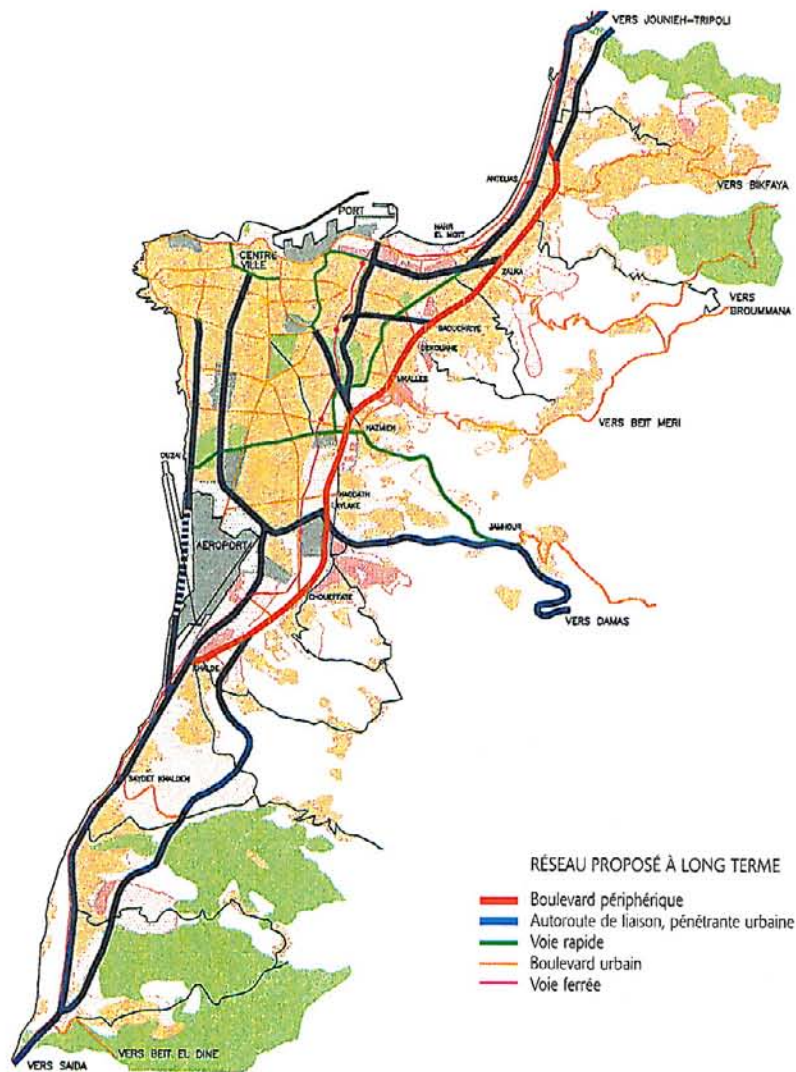 VERS JOUNIEH-TRIPOLI
ANTELIAS
VERS BIKFAYA
PORT
NAHR
EL MORT
CENTRE
VILLE
ZALKA
VERS
BROUMMANA
BAOUCHRIYE
DEKOUANE
MKALLES
VERS BEIT MERI
HAZMIEH
OUZAI
HADDATH
LAYLAKE
JAMHOUR
AÉROPORT
CHOUEIFATE
VERS DAMAS
KHALDE
SAYDET KHALDEH
RÉSEAU PROPOSÉ À LONG TERME
Boulevard périphérique
Autoroute de liaison, pénétrante urbaine
Voie rapide
Boulevard urbain
Voie ferrée
VERS BEIT EL DINE
VERS SAIDA